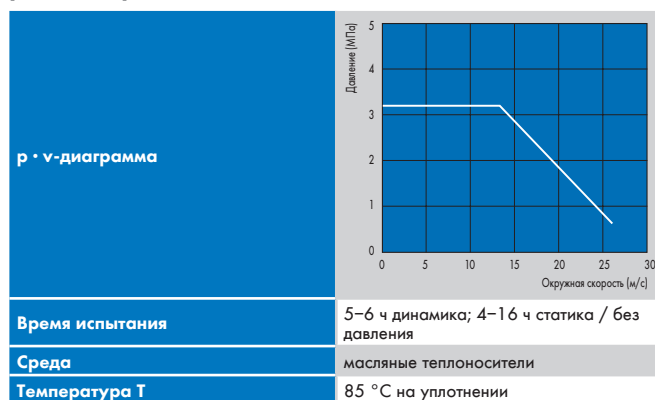 p · v-диаграмма
Давление (МПа)
5
4
3
2
1
0
0 5 10 15 20 25 30
Окружная скорость (м/с)
Время испытания
5–6 ч динамика; 4–16 ч статика / без
давления
Среда
масляные теплоносители
Температура T
85 °C на уплотнении